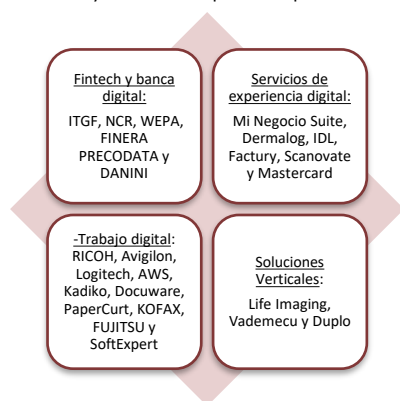 Fintech y banca
digital:
ITGF, NCR, WEPA,
FINERA
PRECODATA y
DANINI
Servicios de
experiencia digital:
Mi Negocio Suite,
Dermalog, IDL,
Factury, Scanovate
y Mastercard
-Trabajo digital:
RICOH, Avigilon,
Logitech, AWS,
Kadiko, Docuware,
PaperCurt, KOFAX,
FUJITSU y
SoftExpert
Soluciones
Verticales:
Life Imaging,
Vademecu y Duplo